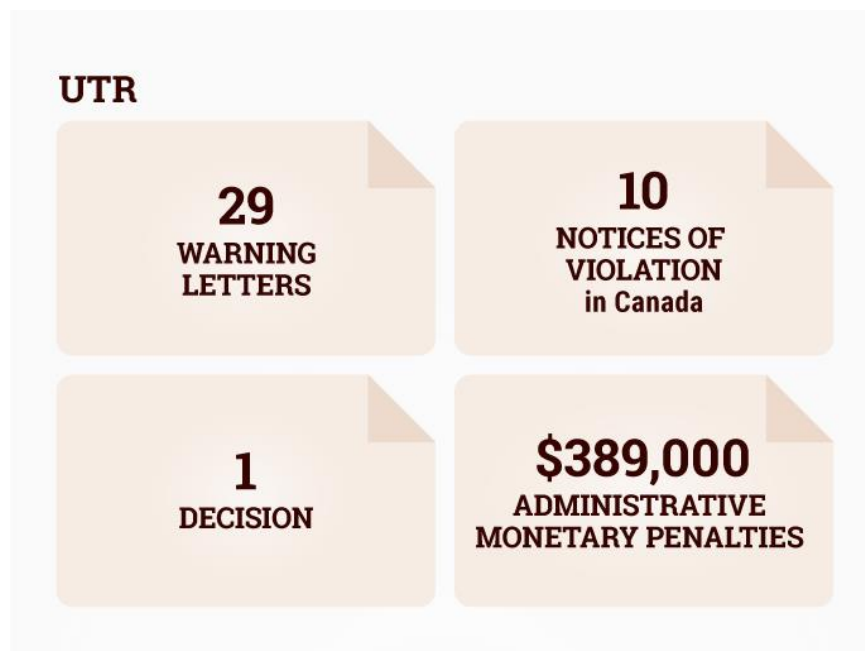 UTR
29
WARNING
LETTERS
10
NOTICES OF
VIOLATION
in Canada
1
DECISION
$389,000
ADMINISTRATIVE
MONETARY PENALTIES